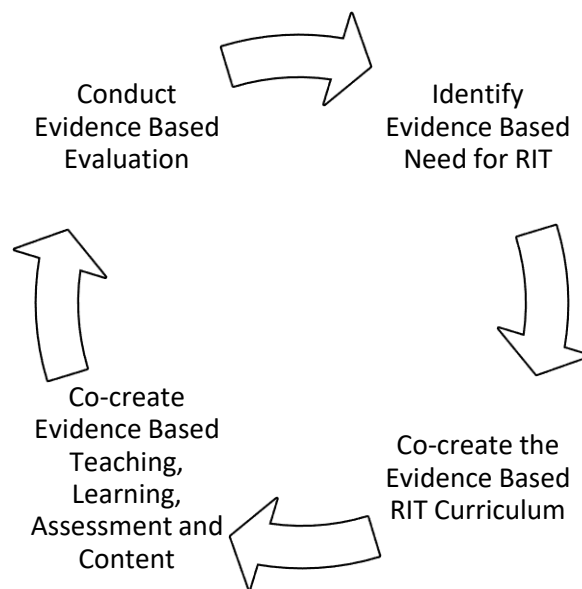 Conduct
Evidence Based
Evaluation
Identify
Evidence Based
Need for RIT
Co-create the
Evidence Based
RIT Curriculum
Co-create
Evidence Based
Teaching,
Learning,
Assessment and
Content